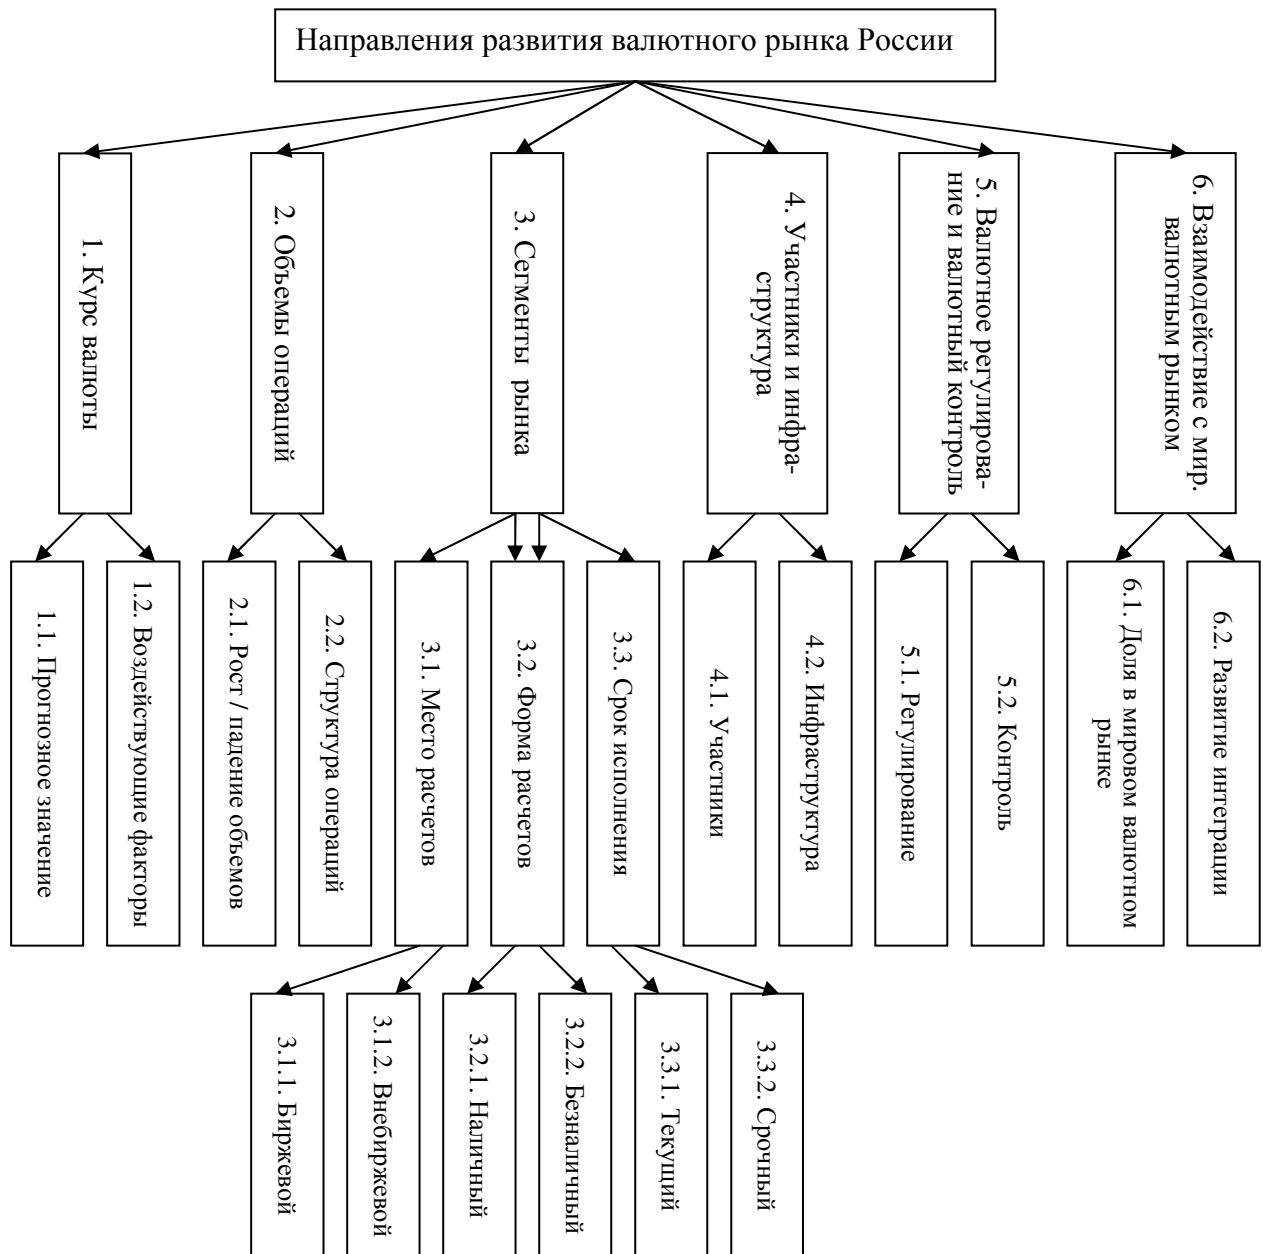 Направления развития валютного рынка России
1. Курс валюты
2. Объемы операций
3. Сегменты рынка
4. Участники и инфра-
структура
5. Валютное регулирова-
ние и валютный контроль
6. Взаимодействие с мир.
валютным рынком
1.1. Прогнозное значение
1.2. Воздействующие факторы
2.1. Рост / падение объемов
2.2. Структура операций
3.1. Место расчетов
3.2. Форма расчетов
3.3. Срок исполнения
4.1. Участники
4.2. Инфраструктура
5.1. Регулирование
5.2. Контроль
6.1. Доля в мировом валютном
рынке
6.2. Развитие интеграции
3.1.1. Биржевой
3.1.2. Внебиржевой
3.2.1. Наличный
3.2.2. Безналичный
3.3.1. Текущий
3.3.2. Срочный